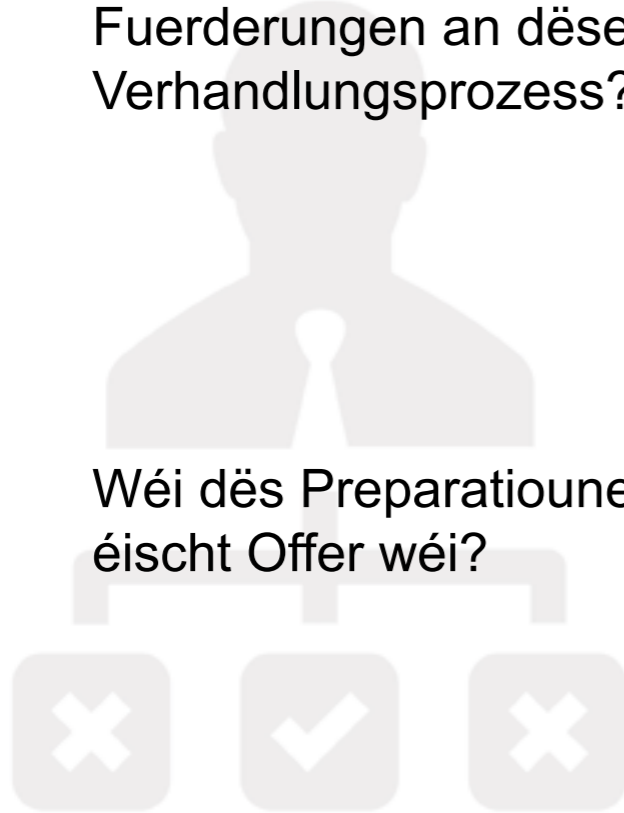 Fuerderungen an dëse
Verhandlungsprozess?
Wéi dës Preparatioune
éischt Offer wéi?